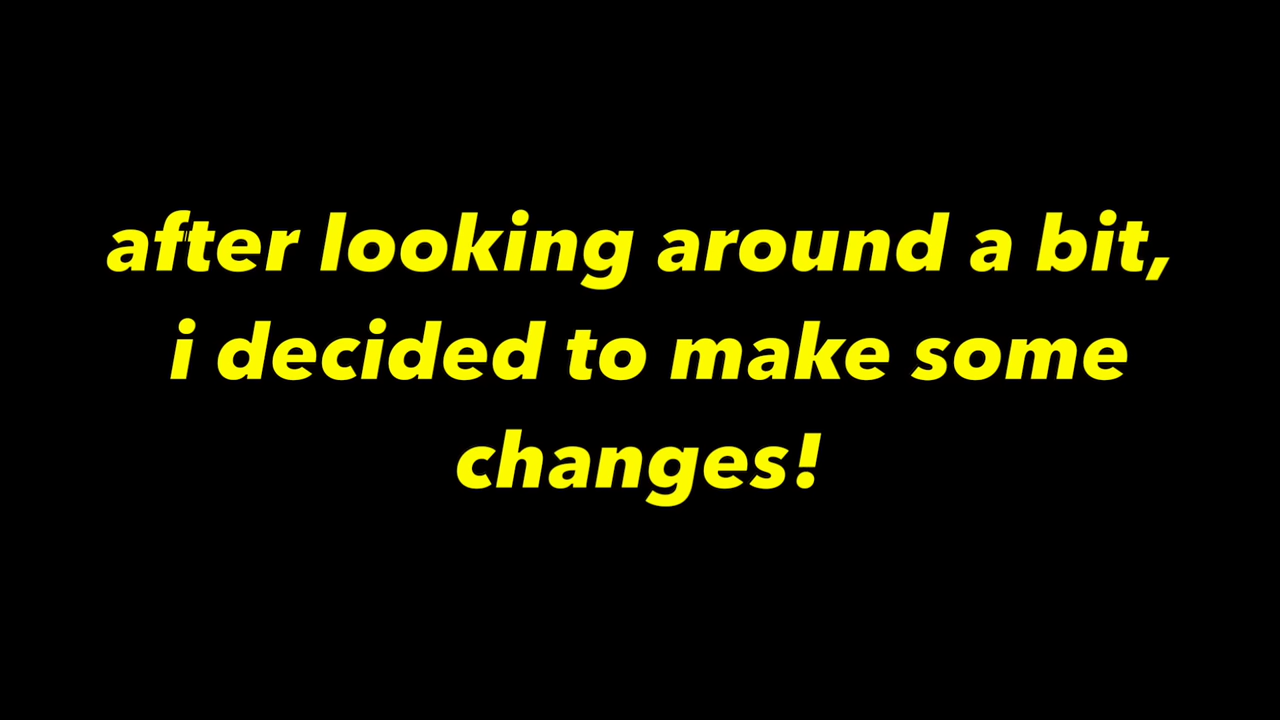 after looking around a bit,
i decided to make some
changes!